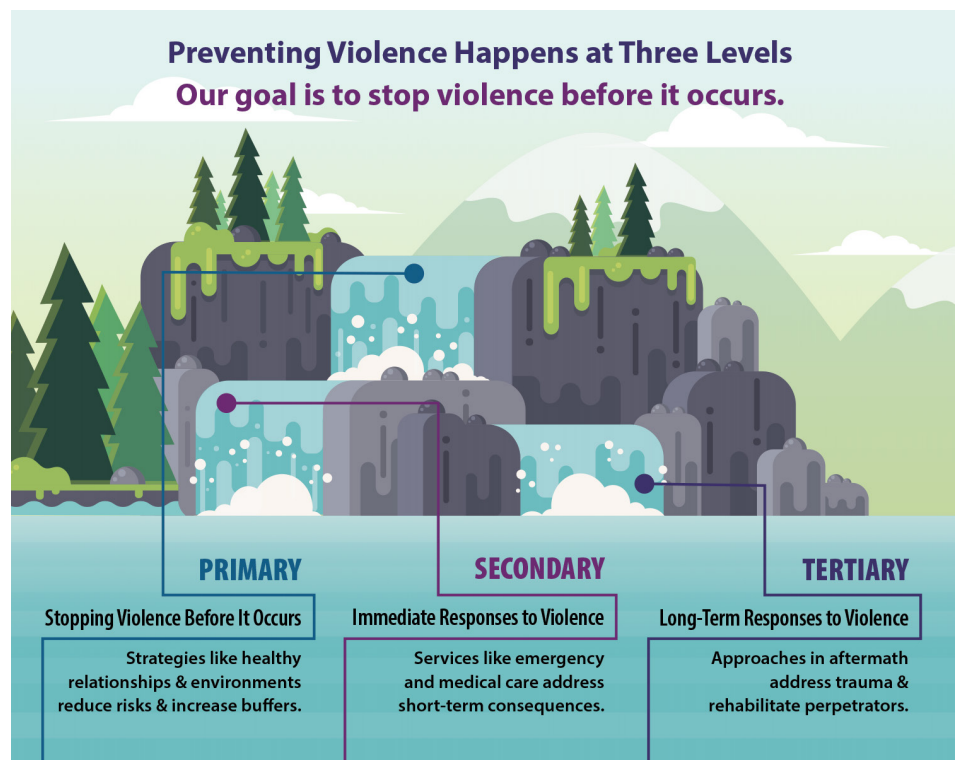 Preventing Violence Happens at Three Levels
Our goal is to stop violence before it occurs.
PRIMARY
Stopping Violence Before It Occurs
Strategies like healthy
relationships & environments
reduce risks & increase buffers.
SECONDARY
Immediate Responses to Violence
Services like emergency
and medical care address
short-term consequences.
TERTIARY
Long-Term Responses to Violence
Approaches in aftermath
address trauma &
rehabilitate perpetrators.